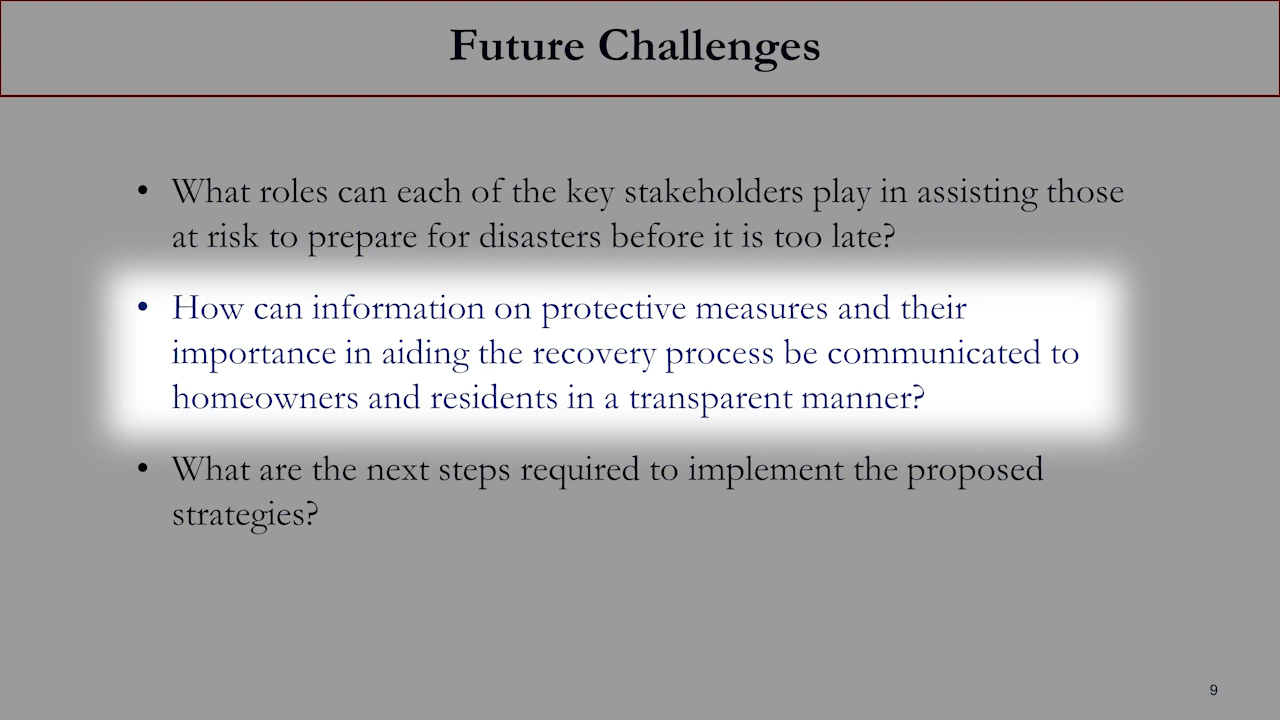 Future Challenges
• What roles can each of the key stakeholders play in assisting those
at risk to prepare for disasters before it is too late?
• How can information on protective measures and their
importance in aiding the recovery process be communicated to
homeowners and residents in a transparent manner?
• What are the next steps required to implement the proposed
strategies?
9